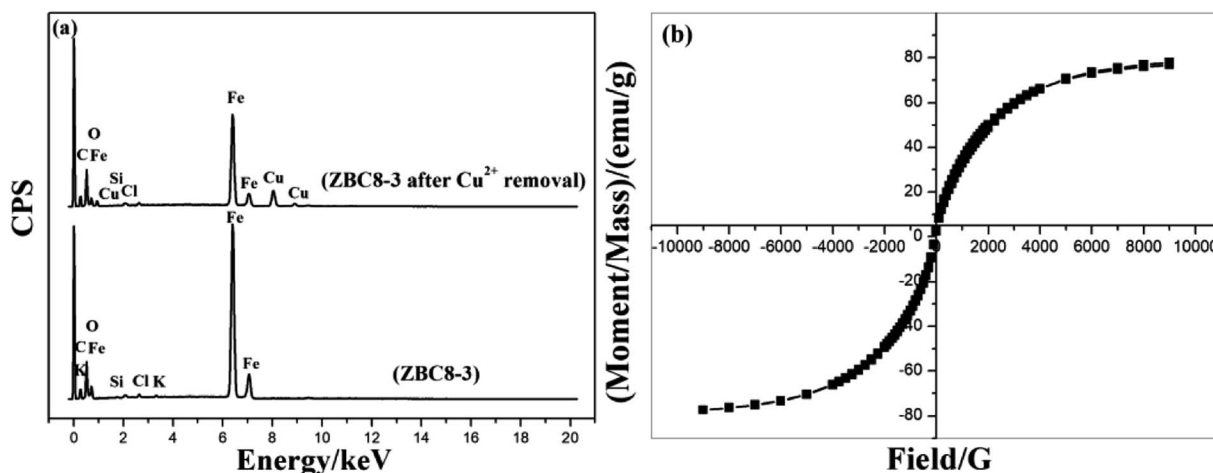 (a)
Fe
O
C Fe
Si
Cu Cl
Fe Cu
Cu
(ZBC8-3 after Cu2+ removal)
Fe
O
C Fe
K
Si Cl K
Fe
(ZBC8-3)
CPS
0 2 4 6 8 10 12 14 16 18 20
Energy/keV
(b)
(Moment/Mass)/(emu/g)
80
60
40
20
0
-10000 -8000 -6000 -4000 -2000 0 2000 4000 6000 8000 10000
-20
-40
-60
-80
Field/G